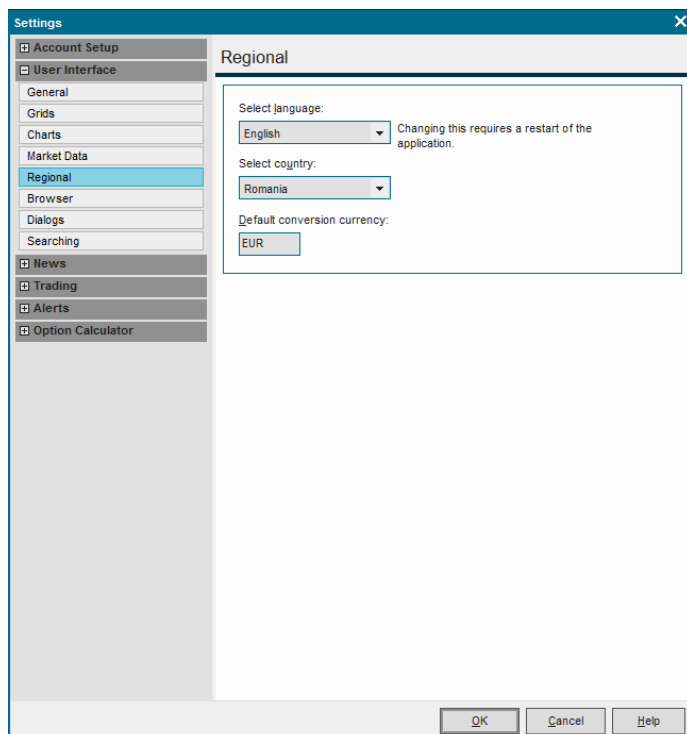 Settings
Account Setup
User Interface
General
Grids
Charts
Market Data
Regional
Browser
Dialogs
Searching
News
Trading
Alerts
Option Calculator
Regional
Select language:
English
Changing this requires a restart of the
application.
Select country:
Romania
Default conversion currency:
EUR
OK
Cancel
Help